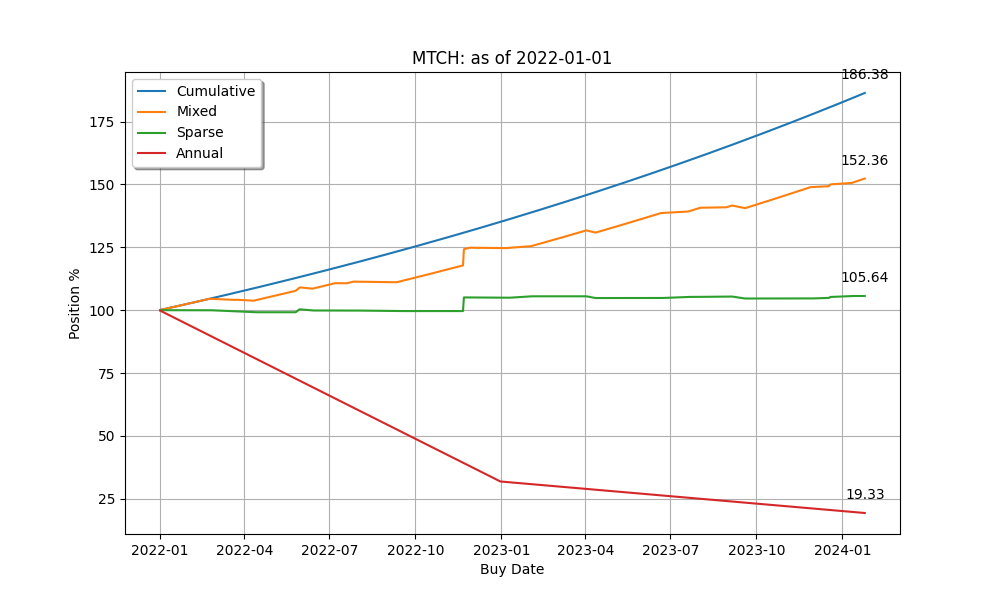 MTCH: as of 2022-01-01
186.38
Cumulative
Mixed
Sparse
Annual
152.36
105.64
19.33
175
150
125
100
75
50
25
Position %
2022-01 2022-04 2022-07 2022-10 2023-01 2023-04 2023-07 2023-10 2024-01
Buy Date